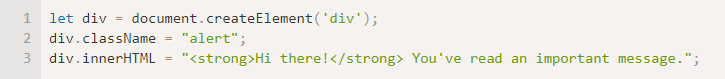 1 let div = document.createElement('div');
2 div.className = "alert";
3 div.innerHTML = "<strong>Hi there!</strong> You've read an important message.";